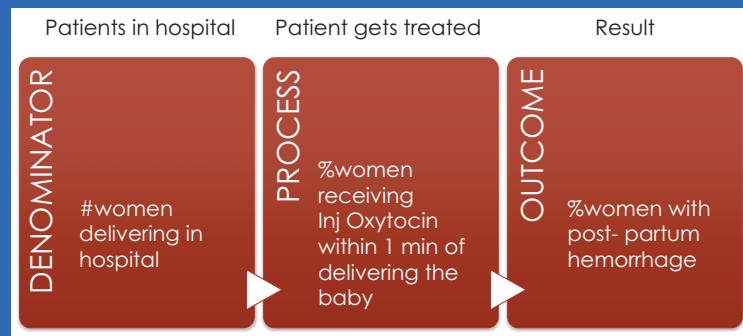 Patients in hospital
Patient gets treated
Result
DENOMINATOR
#women
delivering in
hospital
PROCESS
%women
receiving
Inj Oxytocin
within 1 min of
delivering the
baby
OUTCOME
%women with
post- partum
hemorrhage